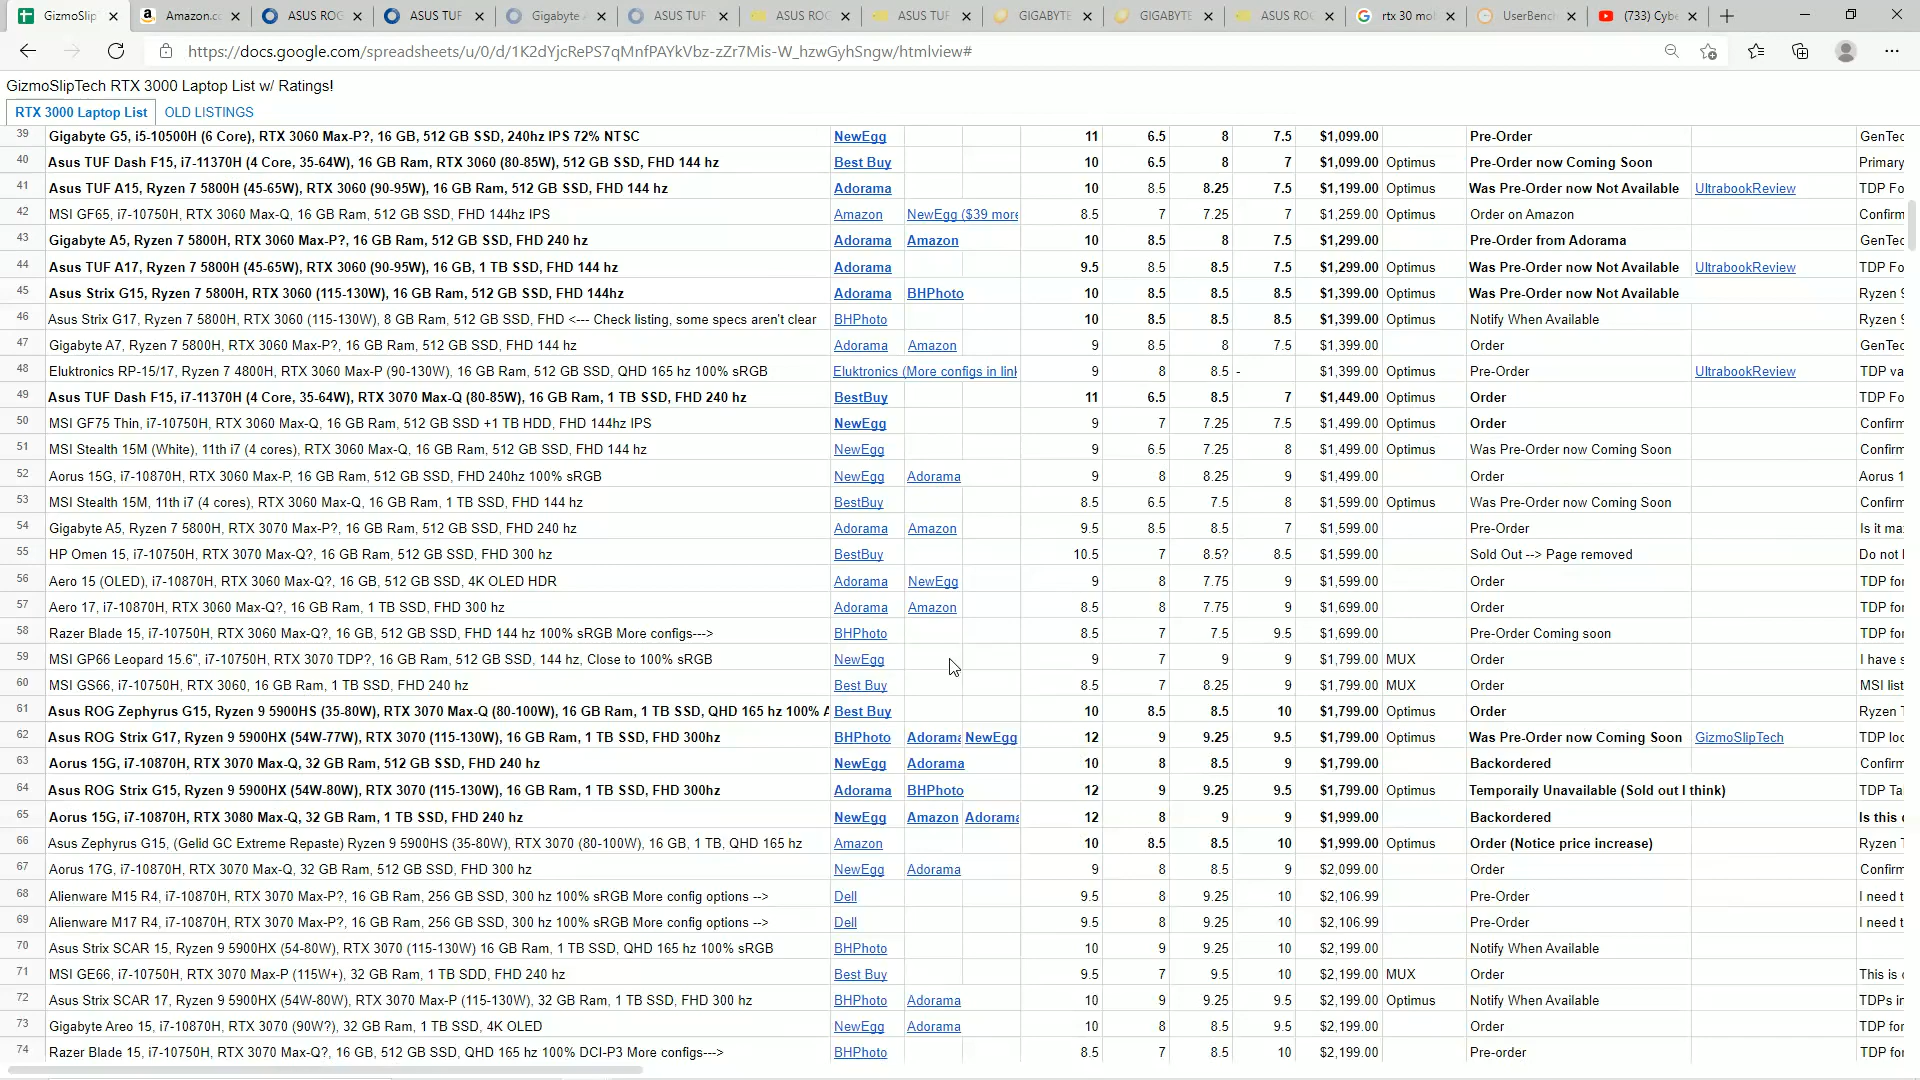 GizmoSlip
Amazon.c
ASUS ROG
ASUS TUF
Gigabyte
ASUS TUF
ASUS ROG
ASUS TUF
GIGABYTE
GIGABYTE
ASUS ROG
rtx 30 mo
UserBench
(733) Cybe
https://docs.google.com/spreadsheets/u/0/d/1K2dYjcRePS7qMnfPAYkVbz-zZr7Mis-W_hzwGyhSngw/htmlview#
GizmoSlipTech RTX 3000 Laptop List w/ Ratings!
RTX 3000 Laptop List OLD LISTINGS
39 Gigabyte G5, i5-10500H (6 Core), RTX 3060 Max-P?, 16 GB, 512 GB SSD, 240hz IPS 72% NTSC NewEgg 11 6.5 8 7.5 $1,099.00 Pre-Order GenTec
40 Asus TUF Dash F15, i7-11370H (4 Core, 35-64W), 16 GB Ram, RTX 3060 (80-85W), 512 GB SSD, FHD 144 hz Best Buy 10 6.5 8 7 $1,099.00 Optimus Pre-Order now Coming Soon Primary
41 Asus TUF A15, Ryzen 7 5800H (45-65W), RTX 3060 (90-95W), 16 GB Ram, 512 GB SSD, FHD 144 hz Adorama 10 8.5 8.25 7.5 $1,199.00 Optimus Was Pre-Order now Not Available UltrabookReview TDP Fo
42 MSI GF65, i7-10750H, RTX 3060 Max-Q, 16 GB Ram, 512 GB SSD, FHD 144hz IPS Amazon NewEgg ($39 more 8.5 7 7.25 7 $1,259.00 Optimus Order on Amazon Confirm
43 Gigabyte A5, Ryzen 7 5800H, RTX 3060 Max-P?, 16 GB Ram, 512 GB SSD, FHD 240 hz Adorama Amazon 10 8.5 8 7.5 $1,299.00 Pre-Order from Adorama GenTec
44 Asus TUF A17, Ryzen 7 5800H (45-65W), RTX 3060 (90-95W), 16 GB, 1 TB SSD, FHD 144 hz Adorama 9.5 8.5 8.5 7.5 $1,299.00 Optimus Was Pre-Order now Not Available UltrabookReview TDP Fo
45 Asus Strix G15, Ryzen 7 5800H, RTX 3060 (115-130W), 16 GB Ram, 512 GB SSD, FHD 144hz Adorama BHPhoto 10 8.5 8.5 8.5 $1,399.00 Optimus Was Pre-Order now Not Available Ryzen 9
46 Asus Strix G17, Ryzen 7 5800H, RTX 3060 (115-130W), 8 GB Ram, 512 GB SSD, FHD <--- Check listing, some specs aren't clear BHPhoto 10 8.5 8.5 8.5 $1,399.00 Optimus Notify When Available Ryzen 9
47 Gigabyte A7, Ryzen 7 5800H, RTX 3060 Max-P?, 16 GB Ram, 512 GB SSD, FHD 144 hz Adorama Amazon 9 8.5 8 7.5 $1,399.00 Order GenTec
48 Eluktronics RP-15/17, Ryzen 7 4800H, RTX 3060 Max-P (90-130W), 16 GB Ram, 512 GB SSD, QHD 165 hz 100% sRGB Eluktronics (More configs in link 9 8 8.5 - $1,399.00 Optimus Pre-Order UltrabookReview TDP va
49 Asus TUF Dash F15, i7-11370H (4 Core, 35-64W), RTX 3070 Max-Q (80-85W), 16 GB Ram, 1 TB SSD, FHD 240 hz BestBuy 11 6.5 8.5 7 $1,449.00 Optimus Order TDP Fo
50 MSI GF75 Thin, i7-10750H, RTX 3060 Max-Q, 16 GB Ram, 512 GB SSD +1 TB HDD, FHD 144hz IPS NewEgg 9 7 7.25 7.5 $1,499.00 Optimus Order Confirm
51 MSI Stealth 15M (White), 11th i7 (4 cores), RTX 3060 Max-Q, 16 GB Ram, 512 GB SSD, FHD 144 hz NewEgg 9 6.5 7.25 8 $1,499.00 Optimus Was Pre-Order now Coming Soon Confirm
52 Aorus 15G, i7-10870H, RTX 3060 Max-P, 16 GB Ram, 512 GB SSD, FHD 240hz 100% sRGB NewEgg Adorama 9 8 8.25 9 $1,499.00 Order Aorus 1
53 MSI Stealth 15M, 11th i7 (4 cores), RTX 3060 Max-Q, 16 GB Ram, 1 TB SSD, FHD 144 hz BestBuy 8.5 6.5 7.5 8 $1,599.00 Optimus Was Pre-Order now Coming Soon Confirm
54 Gigabyte A5, Ryzen 7 5800H, RTX 3070 Max-P?, 16 GB Ram, 512 GB SSD, FHD 240 hz Adorama Amazon 9.5 8.5 8.5 7 $1,599.00 Pre-Order Is it ma
55 HP Omen 15, i7-10750H, RTX 3070 Max-Q?, 16 GB Ram, 512 GB SSD, FHD 300 hz BestBuy 10.5 7 8.5? 8.5 $1,599.00 Sold Out --> Page removed Do not
56 Aero 15 (OLED), i7-10870H, RTX 3060 Max-Q?, 16 GB, 512 GB SSD, 4K OLED HDR Adorama NewEgg 9 8 7.75 9 $1,599.00 Order TDP for
57 Aero 17, i7-10870H, RTX 3060 Max-Q?, 16 GB Ram, 1 TB SSD, FHD 300 hz Adorama Amazon 8.5 8 7.75 9 $1,699.00 Order TDP for
58 Razer Blade 15, i7-10750H, RTX 3060 Max-Q?, 16 GB, 512 GB SSD, FHD 144 hz 100% sRGB More configs---> BHPhoto 8.5 7 7.5 9.5 $1,699.00 Pre-Order Coming soon TDP for
59 MSI GP66 Leopard 15.6", i7-10750H, RTX 3070 TDP?, 16 GB Ram, 512 GB SSD, 144 hz, Close to 100% sRGB NewEgg 9 7 9 9 $1,799.00 MUX Order I have s
60 MSI GS66, i7-10750H, RTX 3060, 16 GB Ram, 1 TB SSD, FHD 240 hz Best Buy 8.5 7 8.25 9 $1,799.00 MUX Order MSI list
61 Asus ROG Zephyrus G15, Ryzen 9 5900HS (35-80W), RTX 3070 Max-Q (80-100W), 16 GB Ram, 1 TB SSD, QHD 165 hz 100% A Best Buy 10 8.5 8.5 10 $1,799.00 Optimus Order Ryzen T
62 Asus ROG Strix G17, Ryzen 9 5900HX (54W-77W), RTX 3070 (115-130W), 16 GB Ram, 1 TB SSD, FHD 300hz BHPhoto Adorama NewEgg 12 9 9.25 9.5 $1,799.00 Optimus Was Pre-Order now Coming Soon GizmoSlipTech TDP loc
63 Aorus 15G, i7-10870H, RTX 3070 Max-Q, 32 GB Ram, 512 GB SSD, FHD 240 hz NewEgg Adorama 10 8 8.5 9 $1,799.00 Backordered Confirm
64 Asus ROG Strix G15, Ryzen 9 5900HX (54W-80W), RTX 3070 (115-130W), 16 GB Ram, 1 TB SSD, FHD 300hz Adorama BHPhoto 12 9 9.25 9.5 $1,799.00 Optimus Temporaily Unavailable (Sold out I think) TDP Ta
65 Aorus 15G, i7-10870H, RTX 3080 Max-Q, 32 GB Ram, 1 TB SSD, FHD 240 hz NewEgg Amazon Adorama 12 8 9 9 $1,999.00 Backordered Is this
66 Asus Zephyrus G15, (Gelid GC Extreme Repaste) Ryzen 9 5900HS (35-80W), RTX 3070 (80-100W), 16 GB, 1 TB, QHD 165 hz Amazon 10 8.5 8.5 10 $1,999.00 Optimus Order (Notice price increase) Ryzen T
67 Aorus 17G, i7-10870H, RTX 3070 Max-Q, 32 GB Ram, 512 GB SSD, FHD 300 hz NewEgg Adorama 9 8 8.5 9 $2,099.00 Order Confirm
68 Alienware M15 R4, i7-10870H, RTX 3070 Max-P?, 16 GB Ram, 256 GB SSD, 300 hz 100% sRGB More config options --> Dell 9.5 8 9.25 10 $2,106.99 Pre-Order I need t
69 Alienware M17 R4, i7-10870H, RTX 3070 Max-P?, 16 GB Ram, 256 GB SSD, 300 hz 100% sRGB More config options --> Dell 9.5 8 9.25 10 $2,106.99 Pre-Order I need t
70 Asus Strix SCAR 15, Ryzen 9 5900HX (54-80W), RTX 3070 (115-130W) 16 GB Ram, 1 TB SSD, QHD 165 hz 100% sRGB BHPhoto 10 9 9.25 10 $2,199.00 Notify When Available
71 MSI GE66, i7-10750H, RTX 3070 Max-P (115W+), 32 GB Ram, 1 TB SDD, FHD 240 hz Best Buy 9.5 7 9.5 10 $2,199.00 MUX Order This is
72 Asus Strix SCAR 17, Ryzen 9 5900HX (54W-80W), RTX 3070 Max-P (115-130W), 32 GB Ram, 1 TB SSD, FHD 300 hz BHPhoto Adorama 10 9 9.25 9.5 $2,199.00 Optimus Notify When Available TDPs in
73 Gigabyte Areo 15, i7-10870H, RTX 3070 (90W?), 32 GB Ram, 1 TB SSD, 4K OLED NewEgg Adorama 10 8 8.5 9.5 $2,199.00 Order TDP for
74 Razer Blade 15, i7-10750H, RTX 3070 Max-Q?, 16 GB, 512 GB SSD, QHD 165 hz 100% DCI-P3 More configs---> BHPhoto 8.5 7 8.5 10 $2,199.00 Pre-order TDP for